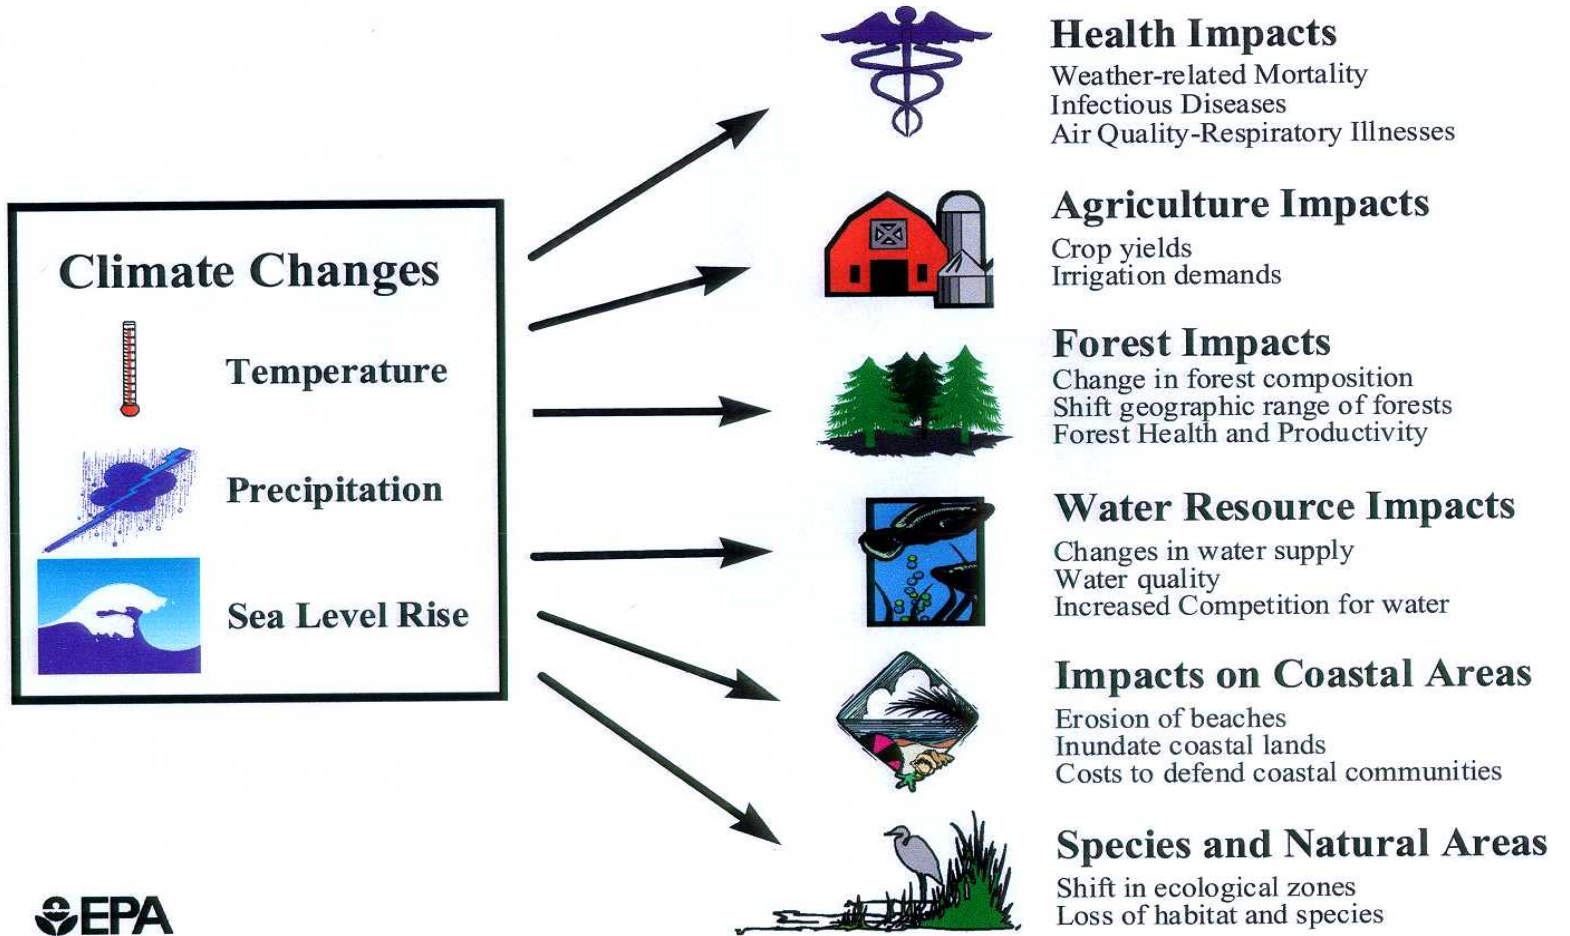 Climate Changes
Temperature
Precipitation
Sea Level Rise
Health Impacts
Weather-related Mortality
Infectious Diseases
Air Quality-Respiratory Illnesses
Agriculture Impacts
Crop yields
Irrigation demands
Forest Impacts
Change in forest composition
Shift geographic range of forests
Forest Health and Productivity
Water Resource Impacts
Changes in water supply
Water quality
Increased Competition for water
Impacts on Coastal Areas
Erosion of beaches
Inundate coastal lands
Costs to defend coastal communities
Species and Natural Areas
Shift in ecological zones
Loss of habitat and species
EPA